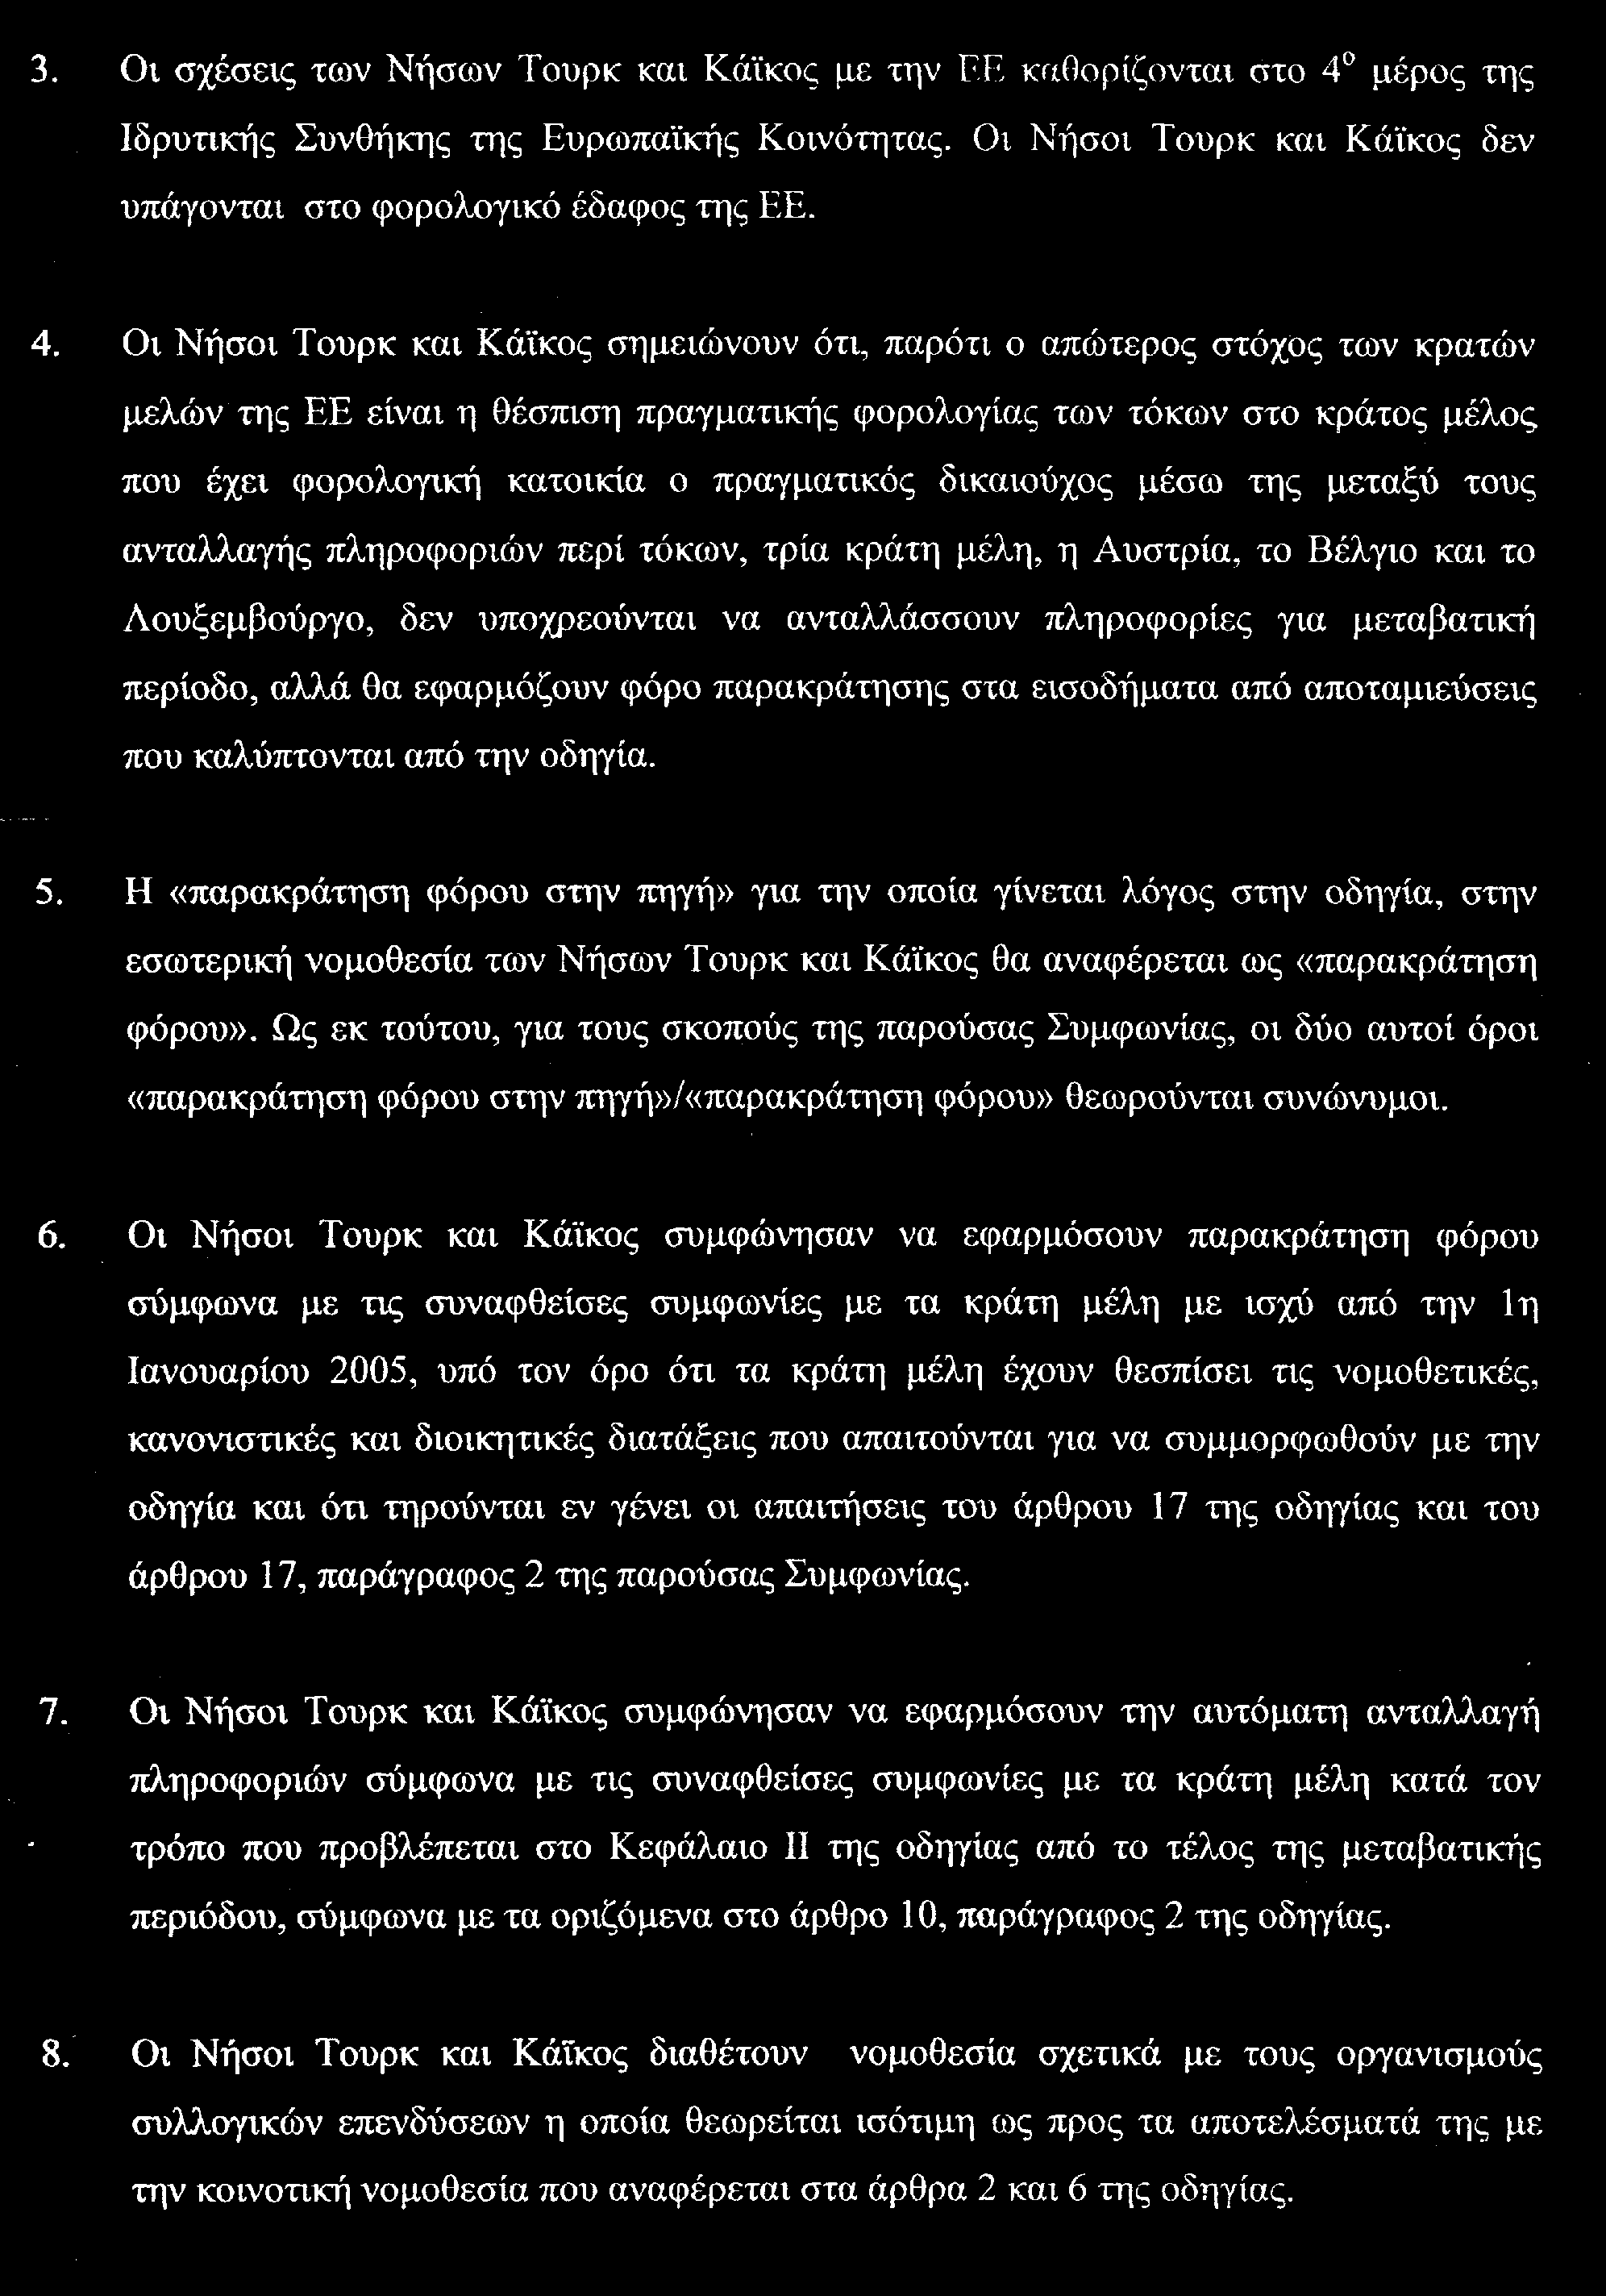 3. Οι σχέσεις των Νήσων Τουρκ και Κάϊκος με την ΕΕ καθορίζονται στο 4° μέρος της
Ιδρυτικής Συνθήκης της Ευρωπαϊκής Κοινότητας. Οι Νήσοι Τουρκ και Κάϊκος δεν
υπάγονται στο φορολογικό έδαφος της ΕΕ.
4. Οι Νήσοι Τουρκ και Κάϊκος σημειώνουν ότι, παρότι ο απώτερος στόχος των κρατών
μελών της ΕΕ είναι η θέσπιση πραγματικής φορολογίας των τόκων στο κράτος μέλος
που έχει φορολογική κατοικία ο πραγματικός δικαιούχος μέσω της μεταξύ τους
ανταλλαγής πληροφοριών περί τόκων, τρία κράτη μέλη, η Αυστρία, το Βέλγιο και το
Λουξεμβούργο, δεν υποχρεούνται να ανταλλάσσουν πληροφορίες για μεταβατική
περίοδο, αλλά θα εφαρμόζουν φόρο παρακράτησης στα εισοδήματα από αποταμιεύσεις
που καλύπτονται από την οδηγία.
5. Η «παρακράτηση φόρου στην πηγή» για την οποία γίνεται λόγος στην οδηγία, στην
εσωτερική νομοθεσία των Νήσων Τουρκ και Κάϊκος θα αναφέρεται ως «παρακράτηση
φόρου». Ως εκ τούτου, για τους σκοπούς της παρούσας Συμφωνίας, οι δύο αυτοί όροι
«παρακράτηση φόρου στην πηγή»/«παρακράτηση φόρου» θεωρούνται συνώνυμοι.
6. Οι Νήσοι Τουρκ και Κάϊκος συμφώνησαν να εφαρμόσουν παρακράτηση φόρου
σύμφωνα με τις συναφθείσες συμφωνίες με τα κράτη μέλη με ισχύ από την 1η
Ιανουαρίου 2005, υπό τον όρο ότι τα κράτη μέλη έχουν θεσπίσει τις νομοθετικές,
κανονιστικές και διοικητικές διατάξεις που απαιτούνται για να συμμορφωθούν με την
οδηγία και ότι τηρούνται εν γένει οι απαιτήσεις του άρθρου 17 της οδηγίας και του
άρθρου 17, παράγραφος 2 της παρούσας Συμφωνίας.
7. Οι Νήσοι Τουρκ και Κάϊκος συμφώνησαν να εφαρμόσουν την αυτόματη ανταλλαγή
πληροφοριών σύμφωνα με τις συναφθείσες συμφωνίες με τα κράτη μέλη κατά τον
τρόπο που προβλέπεται στο Κεφάλαιο ΙΙ της οδηγίας από το τέλος της μεταβατικής
περιόδου, σύμφωνα με τα οριζόμενα στο άρθρο 10, παράγραφος 2 της οδηγίας.
8. Οι Νήσοι Τουρκ και Κάϊκος διαθέτουν νομοθεσία σχετικά με τους οργανισμούς
συλλογικών επενδύσεων η οποία θεωρείται ισότιμη ως προς τα αποτελέσματά της με
την κοινοτική νομοθεσία που αναφέρεται στα άρθρα 2 και 6 της οδηγίας.